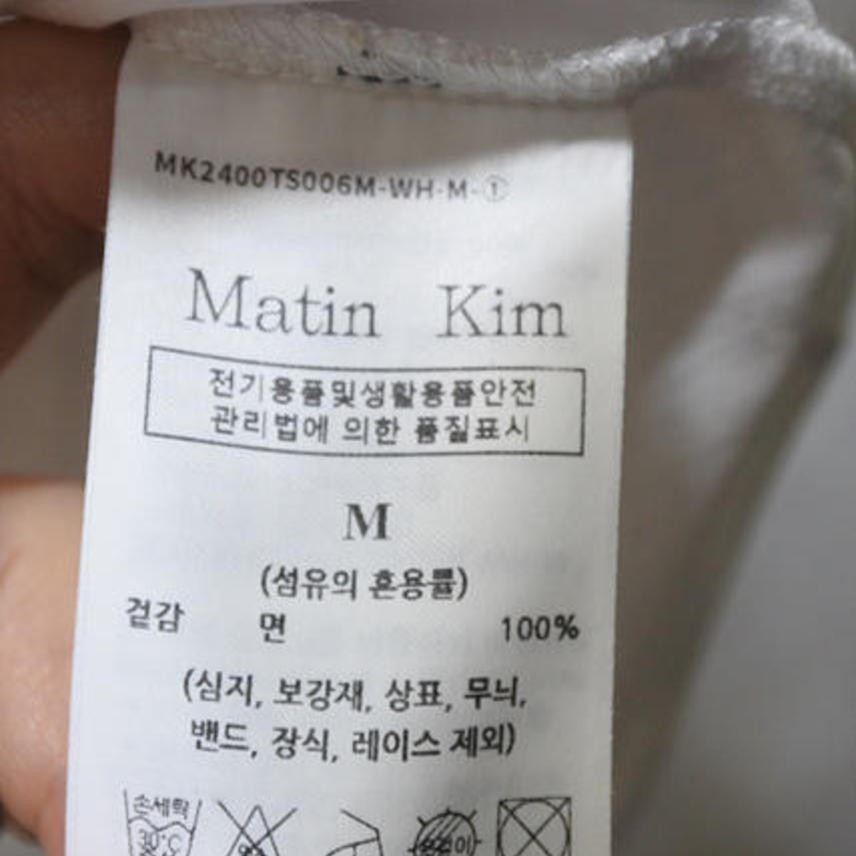 MK2400TS006M-WH-M-①
Matin Kim
전기용품및생활용품안전
관리법에 의한 품질표시
M
(섬유의 혼용률)
겉감 면 100%
(심지, 보강재, 상표, 무늬,
밴드, 장식, 레이스 제외)
손세탁
30°C